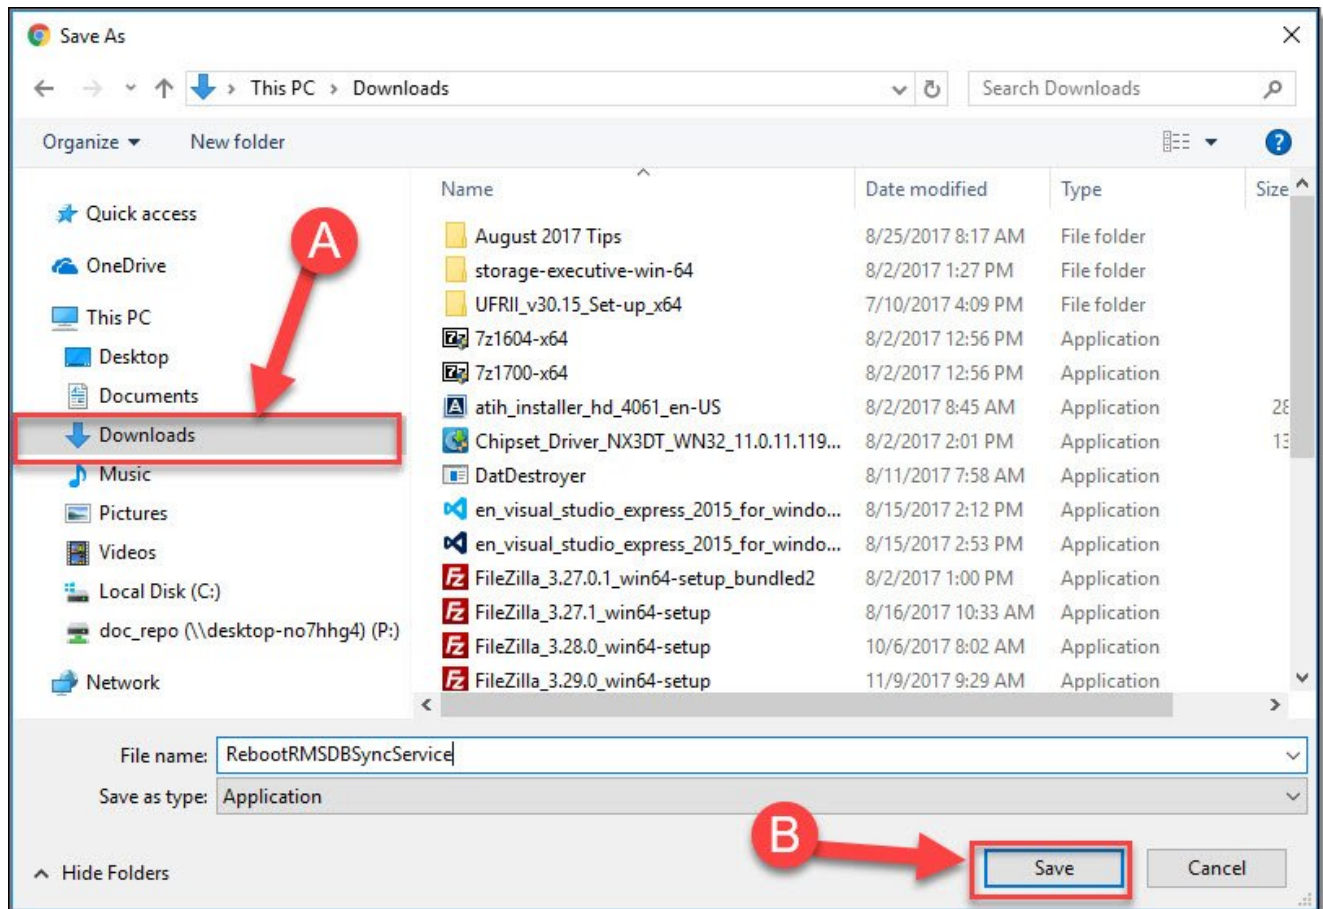 Save As
This PC > Downloads
Search Downloads
Organize
New folder
?
Name
Date modified
Type
Size
Quick access
OneDrive
This PC
Desktop
Documents
Downloads
Music
Pictures
Videos
Local Disk (C:)
doc_repo (\\desktop-no7hhg4) (P:)
Network
A
August 2017 Tips 8/25/2017 8:17 AM File folder
storage-executive-win-64 8/2/2017 1:27 PM File folder
UFRII_v30.15_Set-up_x64 7/10/2017 4:09 PM File folder
7z1604-x64 8/2/2017 12:56 PM Application
7z1700-x64 8/2/2017 12:56 PM Application
atih_installer_hd_4061_en-US 8/2/2017 8:45 AM Application 28
Chipset_Driver_NX3DT_WN32_11.0.11.119... 8/2/2017 2:01 PM Application 13
DatDestroyer 8/11/2017 7:58 AM Application
en_visual_studio_express_2015_for_windo... 8/15/2017 2:12 PM Application
en_visual_studio_express_2015_for_windo... 8/15/2017 2:53 PM Application
FileZilla_3.27.0.1_win64-setup_bundled2 8/2/2017 1:00 PM Application
FileZilla_3.27.1_win64-setup 8/16/2017 10:33 AM Application
FileZilla_3.28.0_win64-setup 10/6/2017 8:02 AM Application
FileZilla_3.29.0_win64-setup 11/9/2017 9:29 AM Application
File name: RebootRMSDBSyncService
Save as type: Application
B
Hide Folders
Save
Cancel